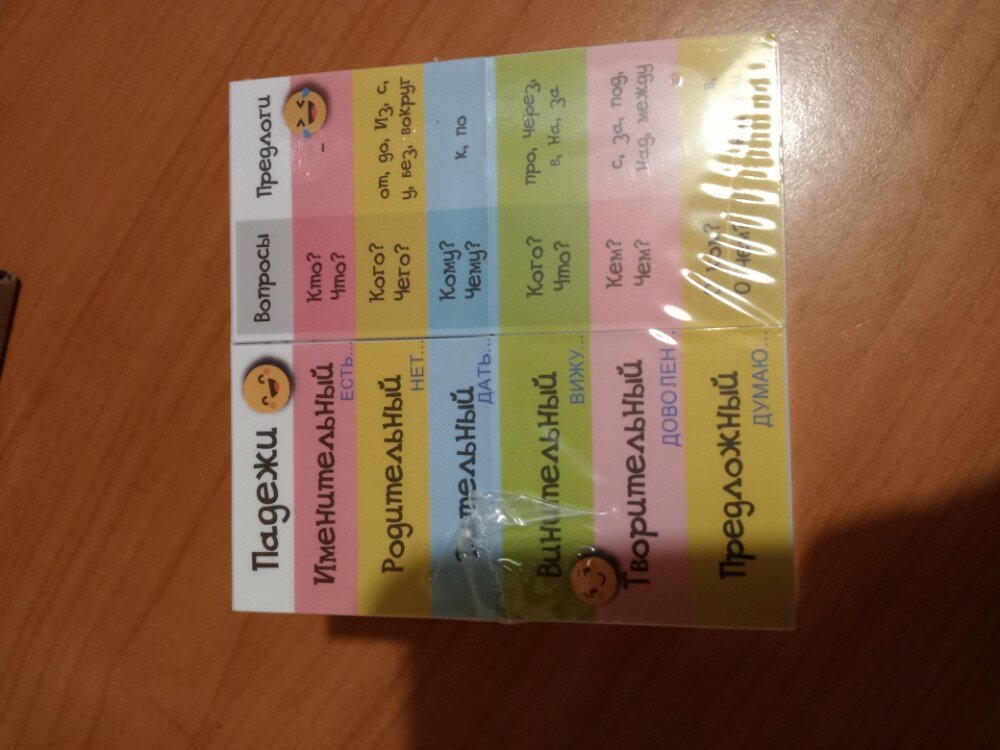 Падежи Вопросы Предлоги
Именительный
ЕСТЬ...
Кто?
Что?
-
Родительный
НЕТ...
Кого?
Чего?
от, до, Из, с,
у, Без, вокруг
ДАТЬ...
Кому?
Чему?
к, по
Винительный
ВИЖУ...
Кого?
Что?
про, через,
в, на, за
Творительный
ДОВОЛЕН...
Кем?
Чем?
с, за, под,
над, между
Предложный
ДУМАЮ...
О